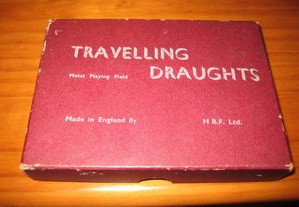 TRAVELLING
Metal Playing Field DRAUGHTS
Made in England By H B.F. Ltd.